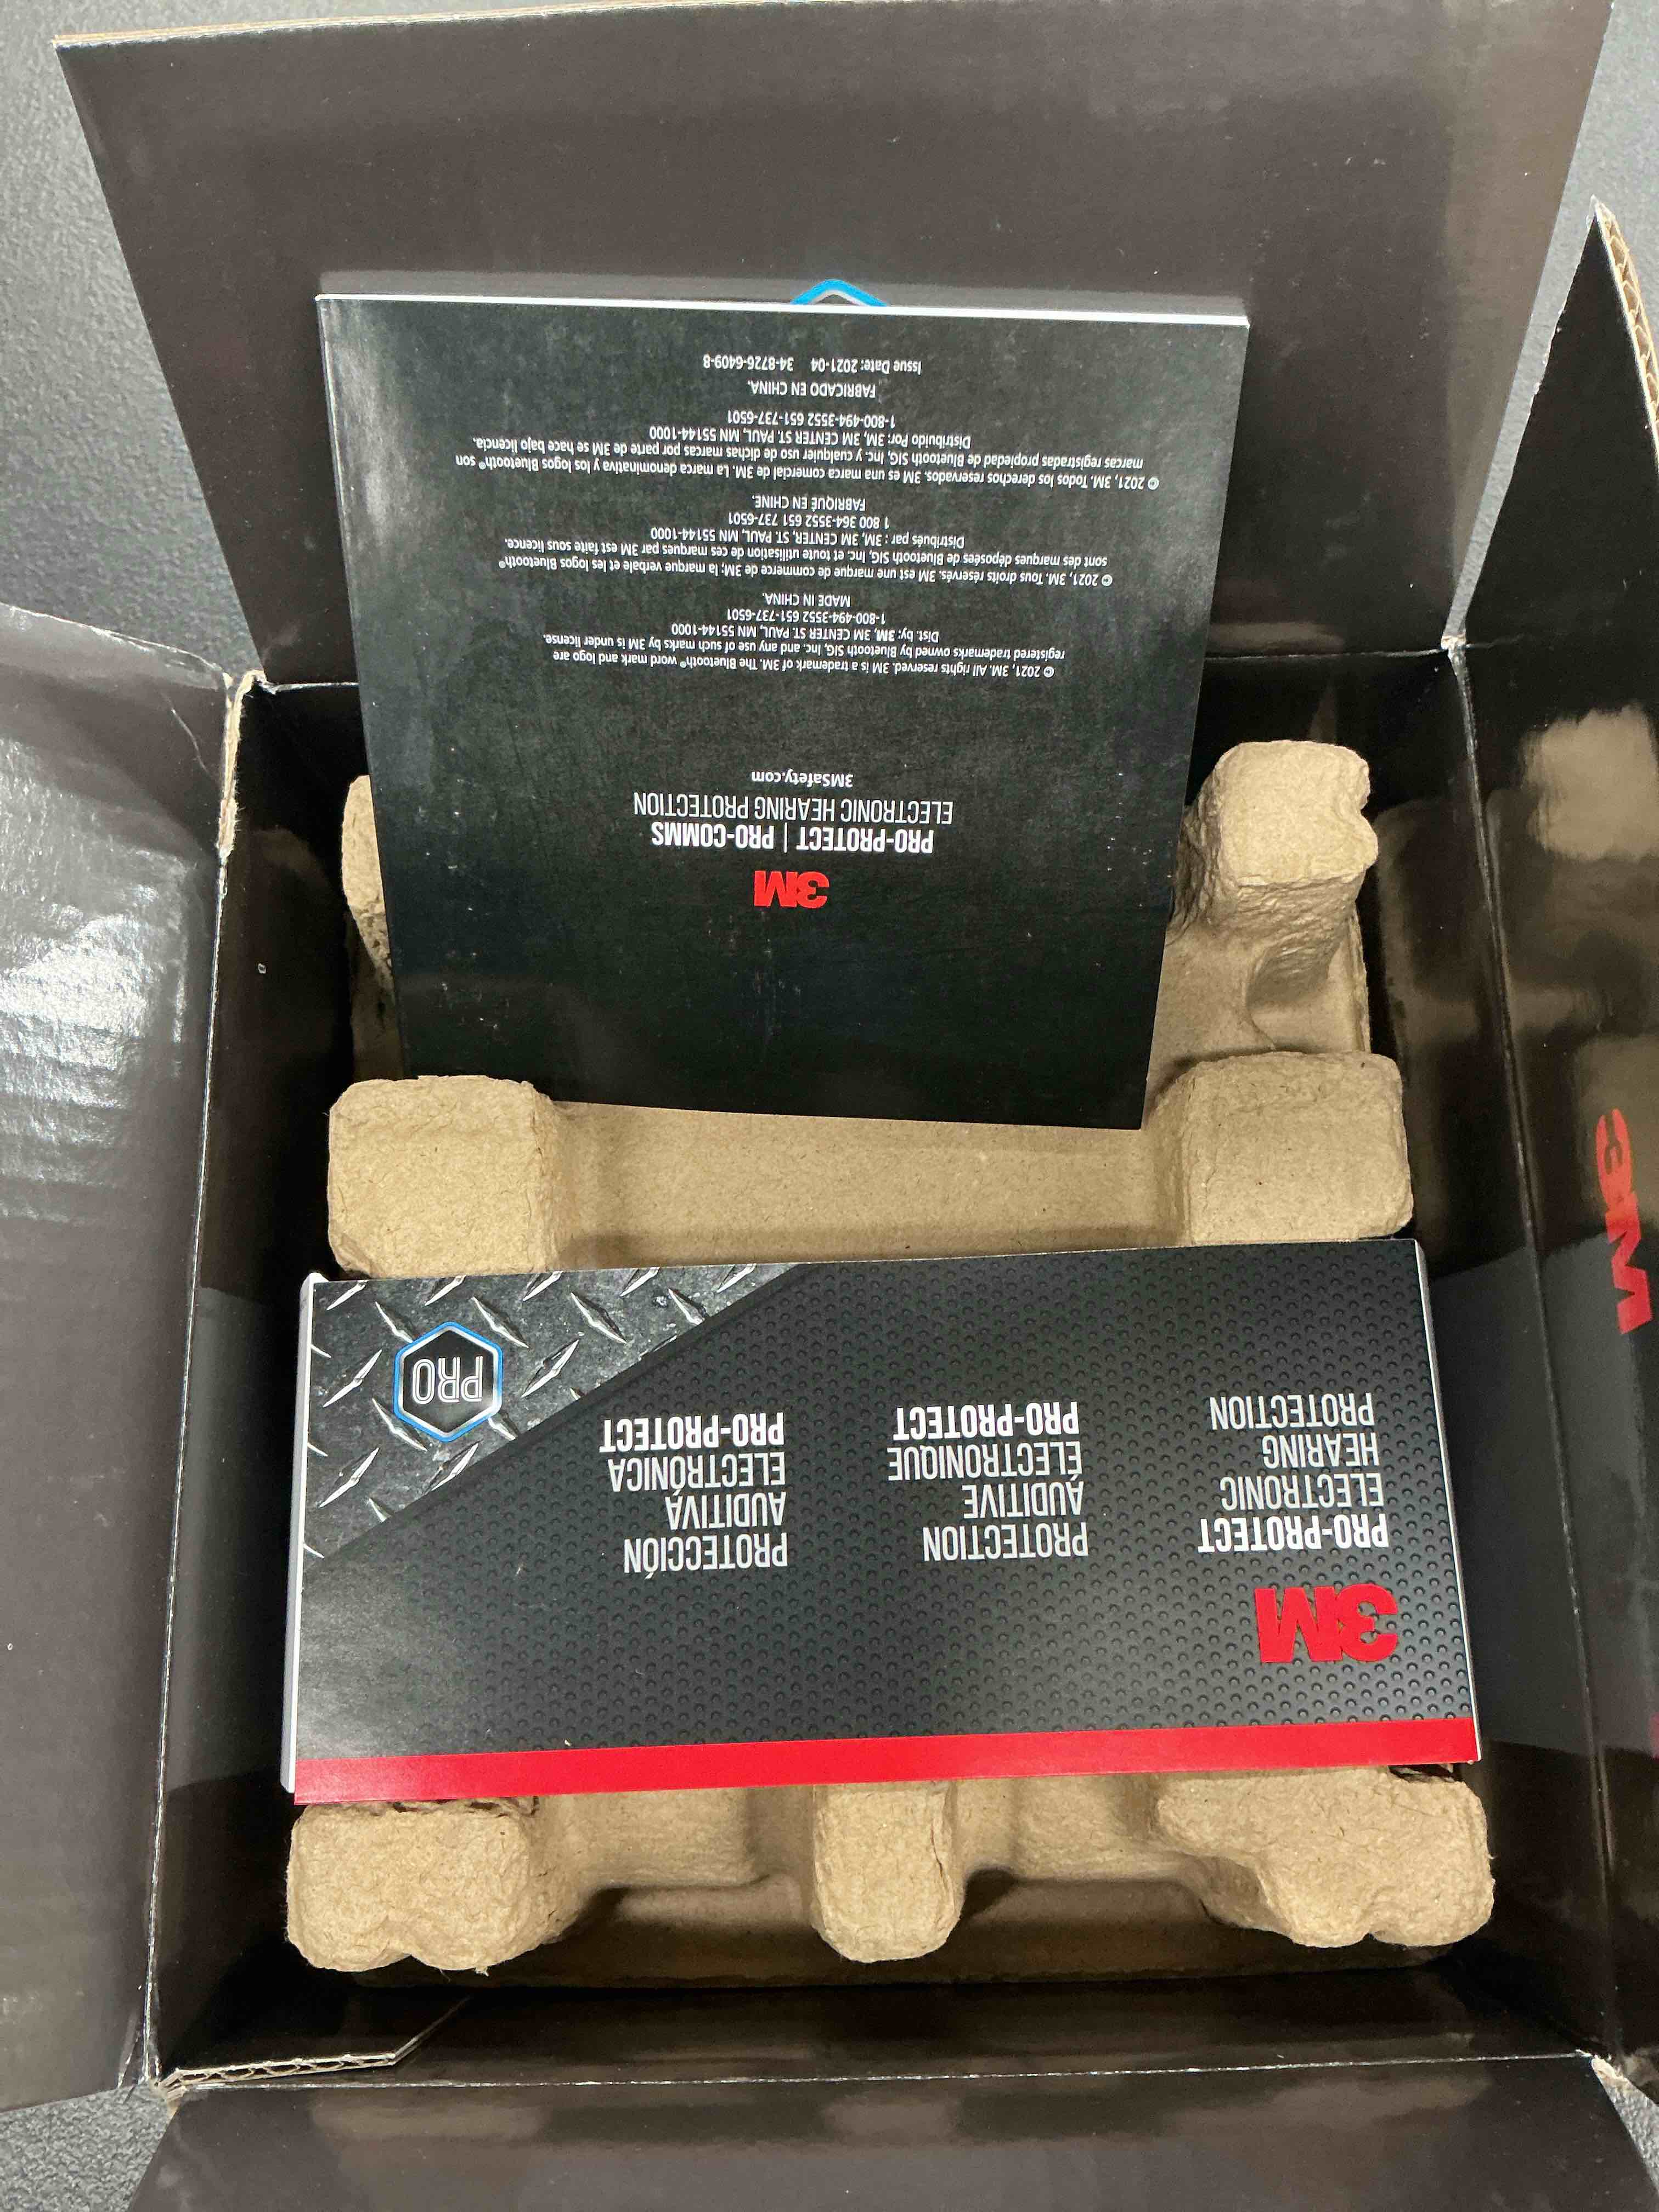 3M
PRO-PROTECT | PRO-COMMS
ELECTRONIC HEARING PROTECTION
3MSafety.com
© 2021, 3M. All rights reserved. 3M is a trademark of 3M. The Bluetooth® word mark and logo are
registered trademarks owned by Bluetooth SIG, Inc. and any use of such marks by 3M is under license.
Dist. by: 3M, 3M CENTER ST. PAUL, MN 55144-1000
1-800-494-3552 651-737-6501
MADE IN CHINA.
© 2021, 3M. Tous droits réservés. 3M est une marque de commerce de 3M; la marque verbale et les logos Bluetooth®
sont des marques déposées de Bluetooth SIG, Inc. et toute utilisation de ces marques par 3M est faite sous licence.
Distribués par : 3M, 3M CENTER, ST. PAUL, MN 55144-1000
1 800 364-3552 651 737-6501
FABRIQUÉ EN CHINE.
© 2021, 3M. Todos los derechos reservados. 3M es una marca comercial de 3M. La marca denominativa y los logos Bluetooth® son
marcas registradas propiedad de Bluetooth SIG, Inc. y cualquier uso de dichas marcas por parte de 3M se hace bajo licencia.
Distribuido Por: 3M, 3M CENTER ST. PAUL, MN 55144-1000
1-800-494-3552 651-737-6501
FABRICADO EN CHINA.
Issue Date: 2021-04 34-8726-6409-8
3M
PRO-PROTECT
ELECTRONIC
HEARING
PROTECTION
PROTECTION
AUDITIVE
ÉLECTRONIQUE
PRO-PROTECT
PROTECCIÓN
AUDITIVA
ELECTRÓNICA
PRO-PROTECT
PRO
3M